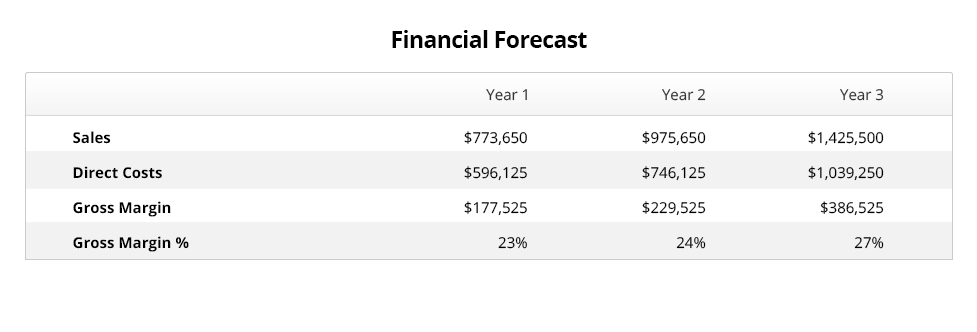 Financial Forecast
Year 1 Year 2 Year 3
Sales $773,650 $975,650 $1,425,500
Direct Costs $596,125 $746,125 $1,039,250
Gross Margin $177,525 $229,525 $386,525
Gross Margin % 23% 24% 27%